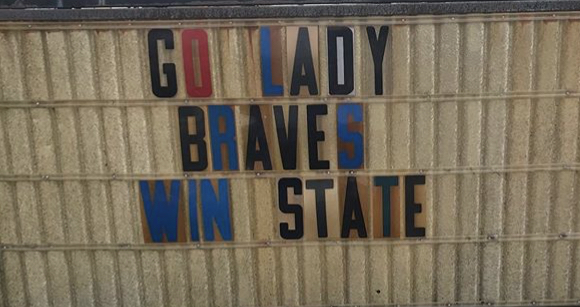 GO LADY
BRAVES
WIN STATE